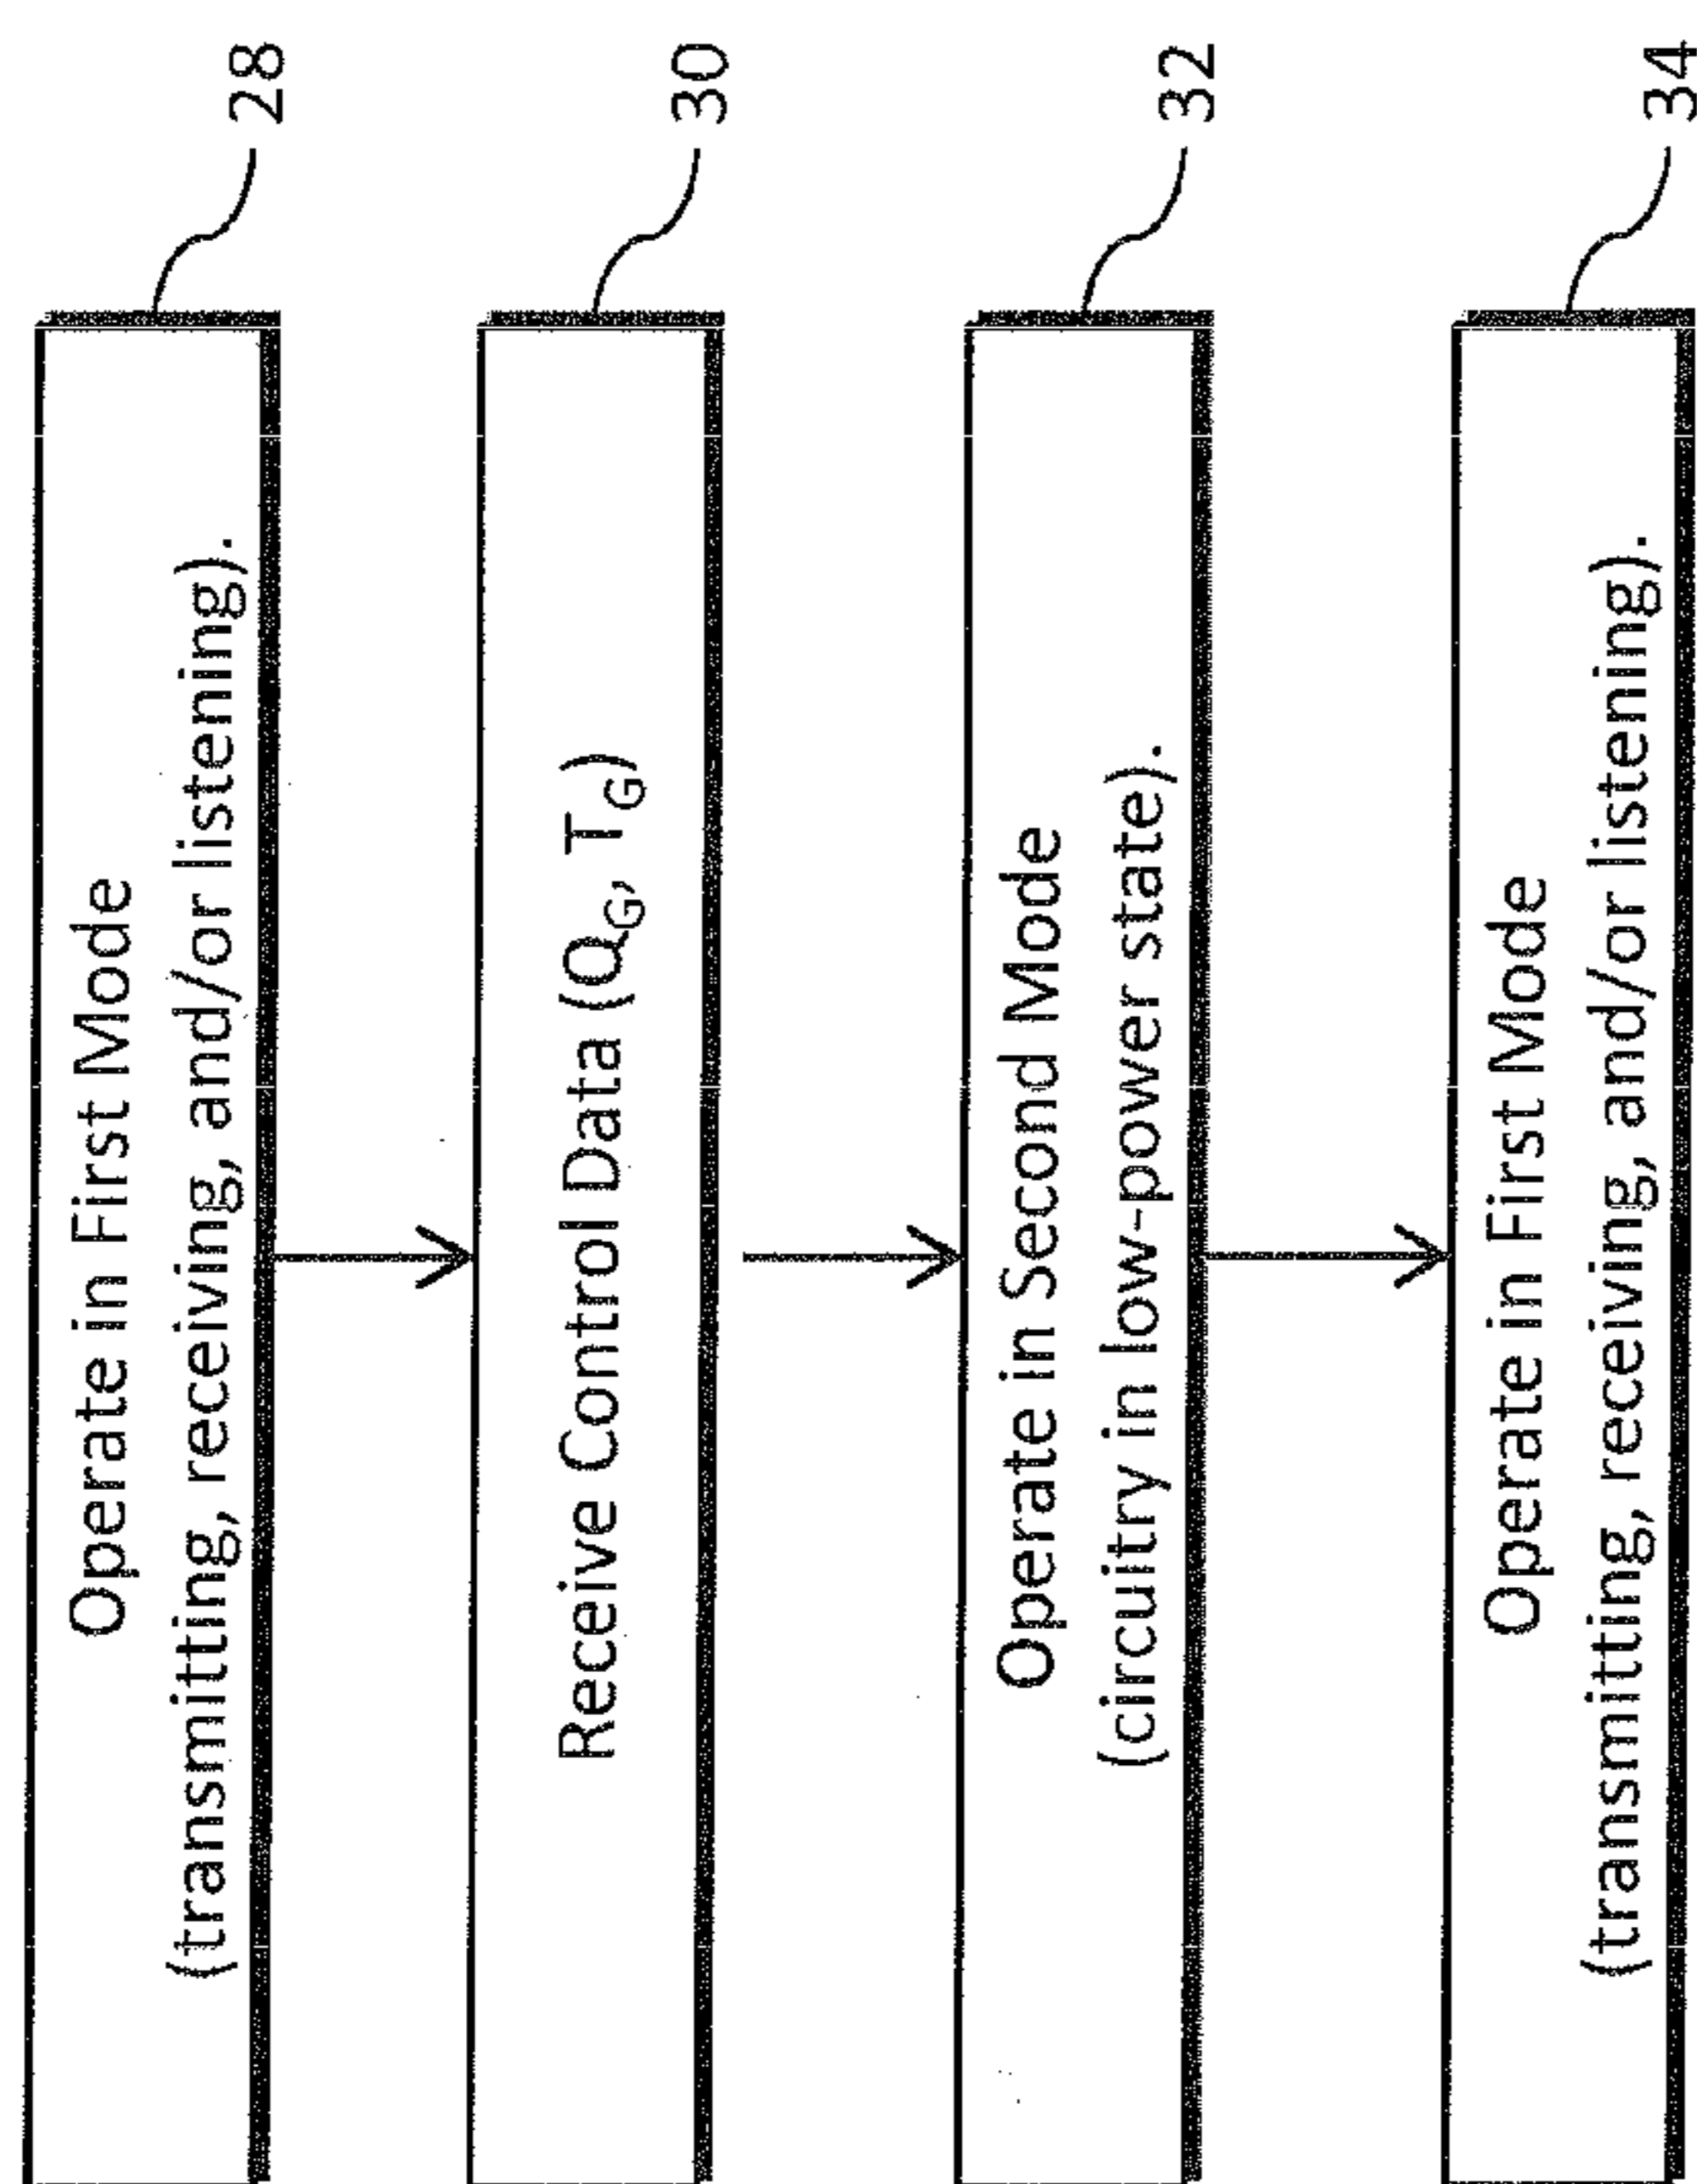 Operate in First Mode
(transmitting, receiving, and/or listening).
28
Receive Control Data (Q_G, T_G)
30
Operate in Second Mode
(circuitry in low-power state).
32
Operate in First Mode
(transmitting, receiving, and/or listening).
34